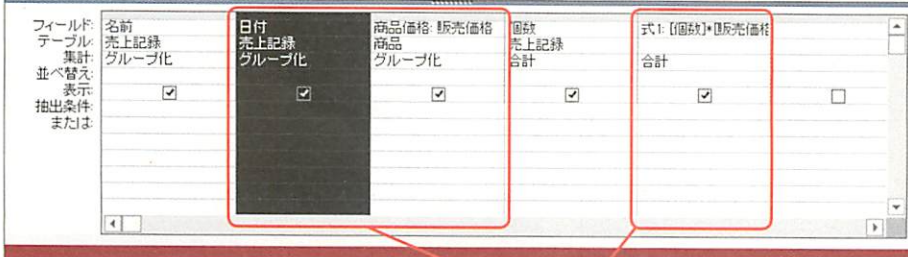 フィールド: 名前 日付 商品価格: 販売価格 個数 式1: [個数]*[販売価格
テーブル: 売上記録 売上記録 商品 売上記録
集計: グループ化 グループ化 グループ化 合計 合計
並べ替え:
表示:
抽出条件:
または: